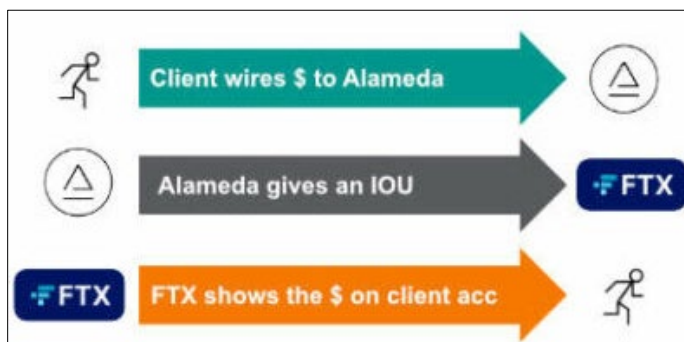 Client wires $ to Alameda
Alameda gives an IOU
FTX
FTX
FTX shows the $ on client acc